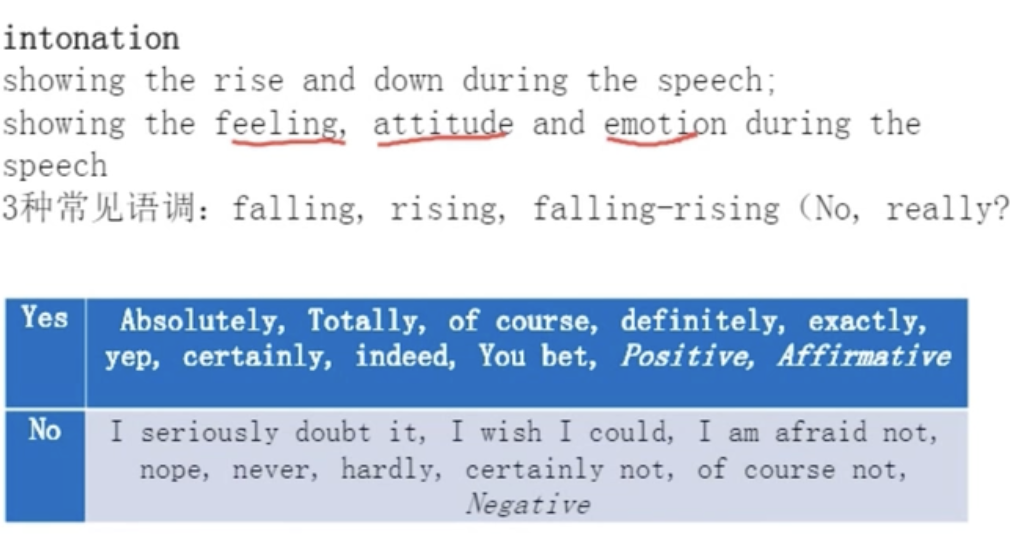 intonation
showing the rise and down during the speech;
showing the feeling, attitude and emotion during the
speech
3种常见语调：falling, rising, falling-rising（No, really?
Yes
Absolutely, Totally, of course, definitely, exactly,
yep, certainly, indeed, You bet, Positive, Affirmative
No
I seriously doubt it, I wish I could, I am afraid not,
nope, never, hardly, certainly not, of course not,
Negative